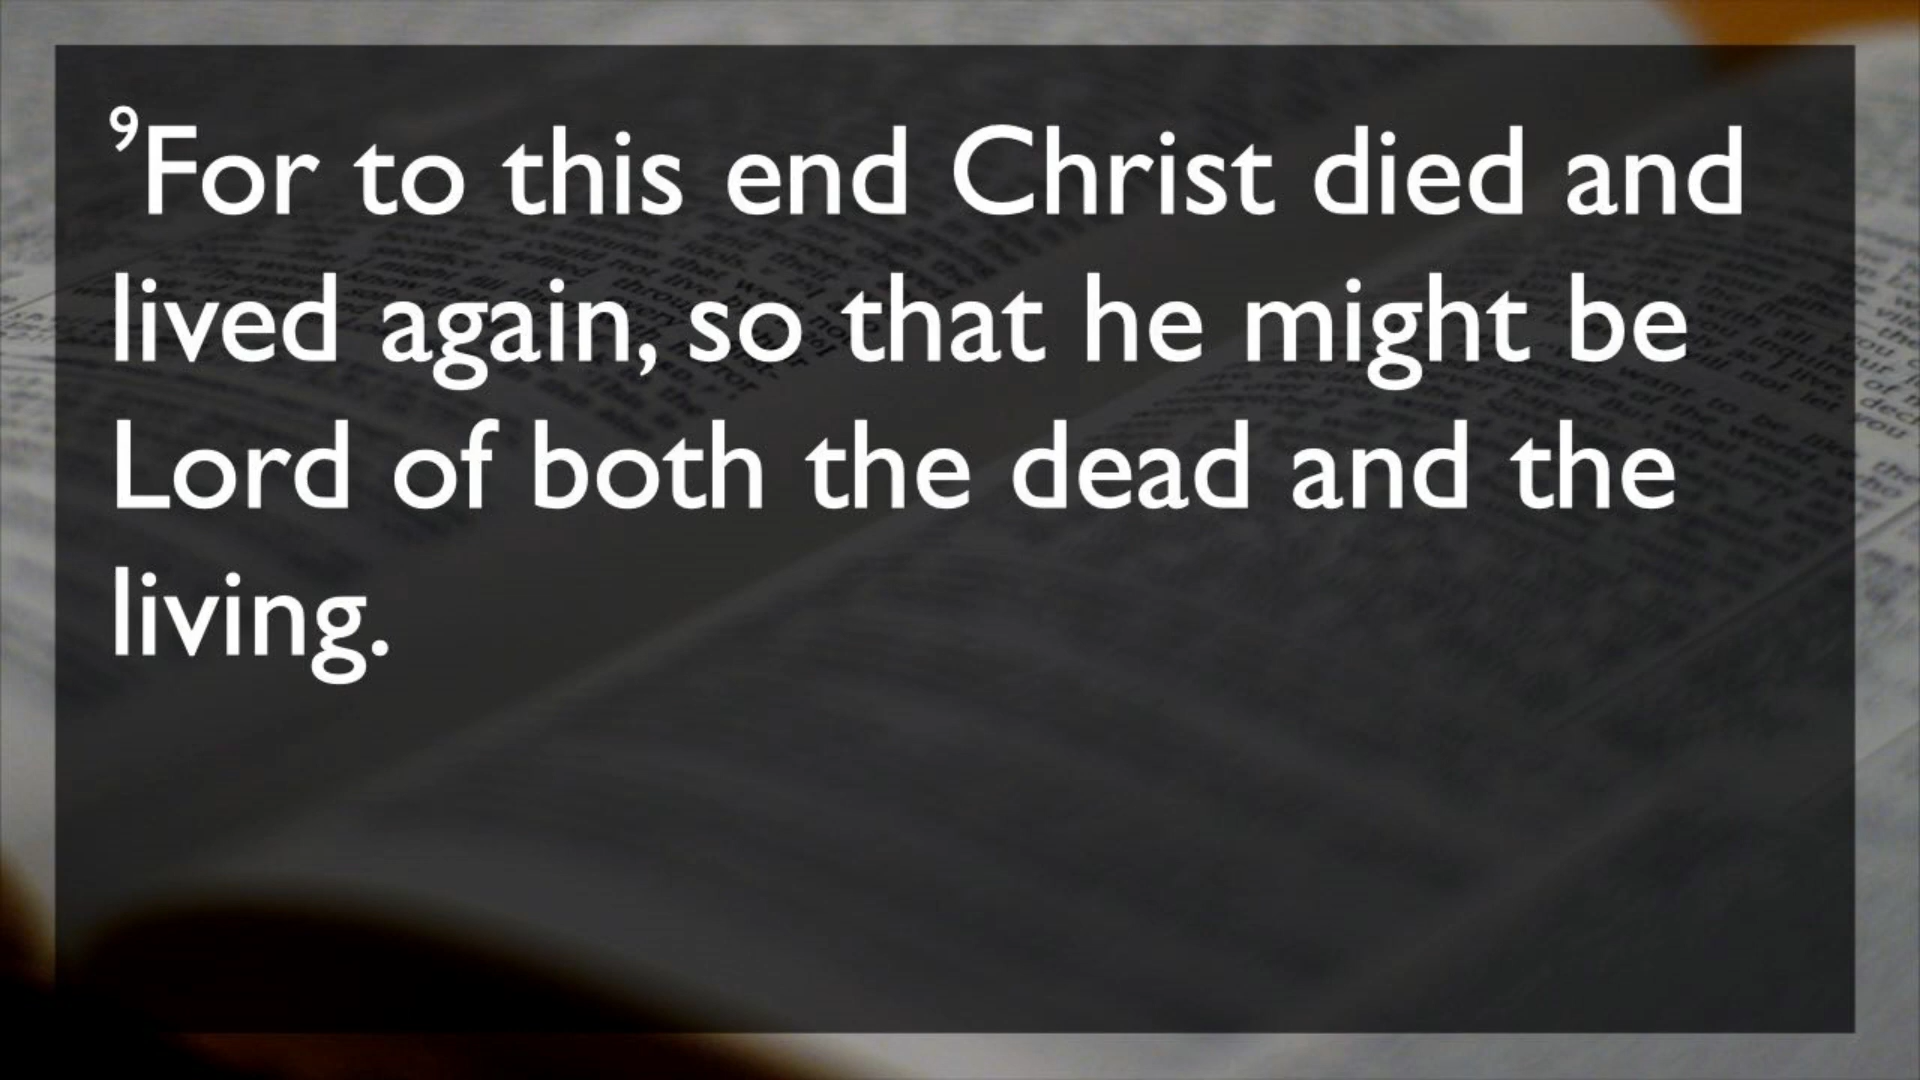 ⁹For to this end Christ died and
lived again, so that he might be
Lord of both the dead and the
living.